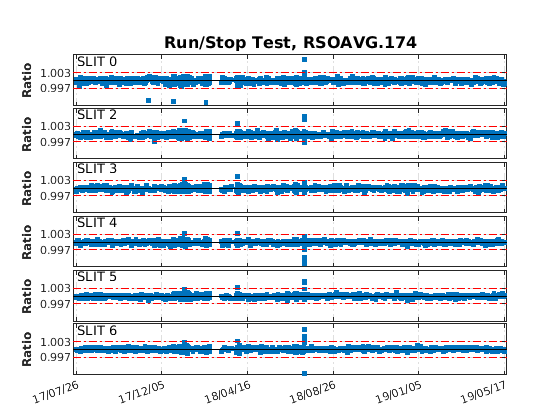 Run/Stop Test, RSOAVG.174
SLIT 0
Ratio
1.003
0.997
SLIT 2
Ratio
1.003
0.997
SLIT 3
Ratio
1.003
0.997
SLIT 4
Ratio
1.003
0.997
SLIT 5
Ratio
1.003
0.997
SLIT 6
Ratio
1.003
0.997
17/07/26 17/12/05 18/04/16 18/08/26 19/01/05 19/05/17